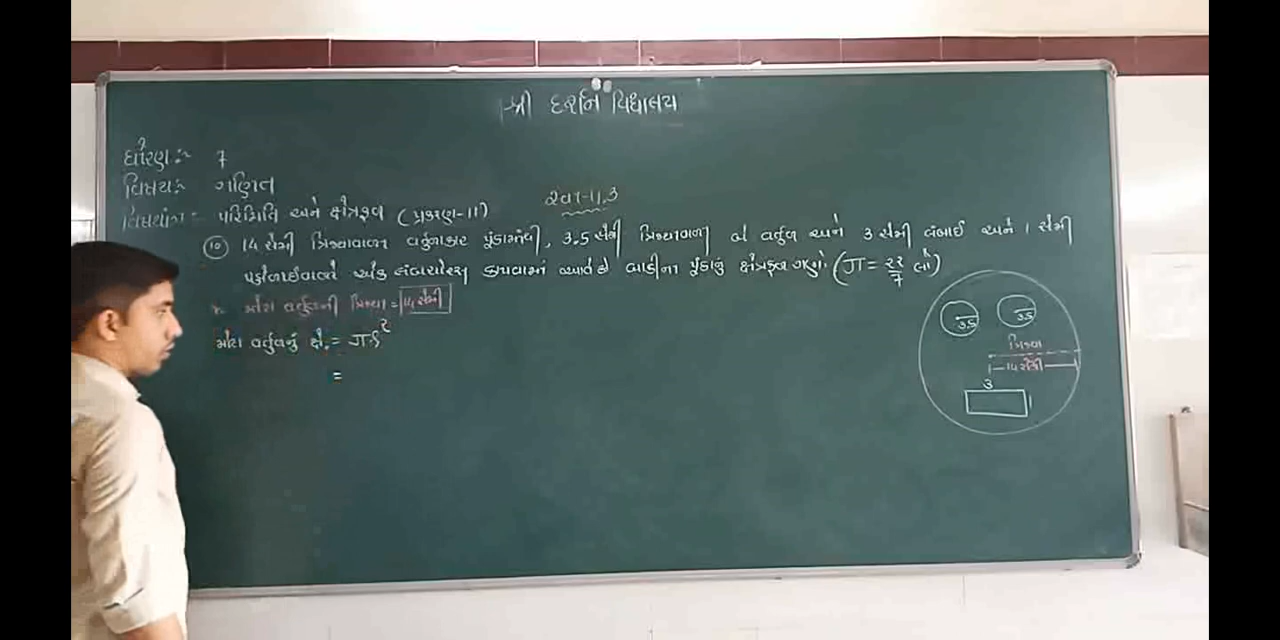 શ્રી દર્શન વિધાલય
ધોરણ :- 7
વિષય :- ગણિત
સ્વા-11.3
વિષયાંગ :- પરિમિતિ અને ક્ષેત્રફળ (પ્રકરણ-11)
10 14 સેમી ત્રિજ્યાવાળા વર્તુળાકાર પૂંઠામાંથી, 3.5 સેમી ત્રિજ્યાવાળા બે વર્તુળ અને 3 સેમી લંબાઈ અને 1 સેમી
પહોળાઈવાળો એક લંબચોરસ કાપવામાં આવે તો બાકીના પૂંઠાનું ક્ષેત્રફળ ગણો. (π = ૨૨/7 લો)
* મોટા વર્તુળની ત્રિજ્યા = 14 સેમી
મોટા વર્તુળનું ક્ષે. = πr²
=
3.5
3.5
ત્રિજ્યા
14 સેમી
3
1